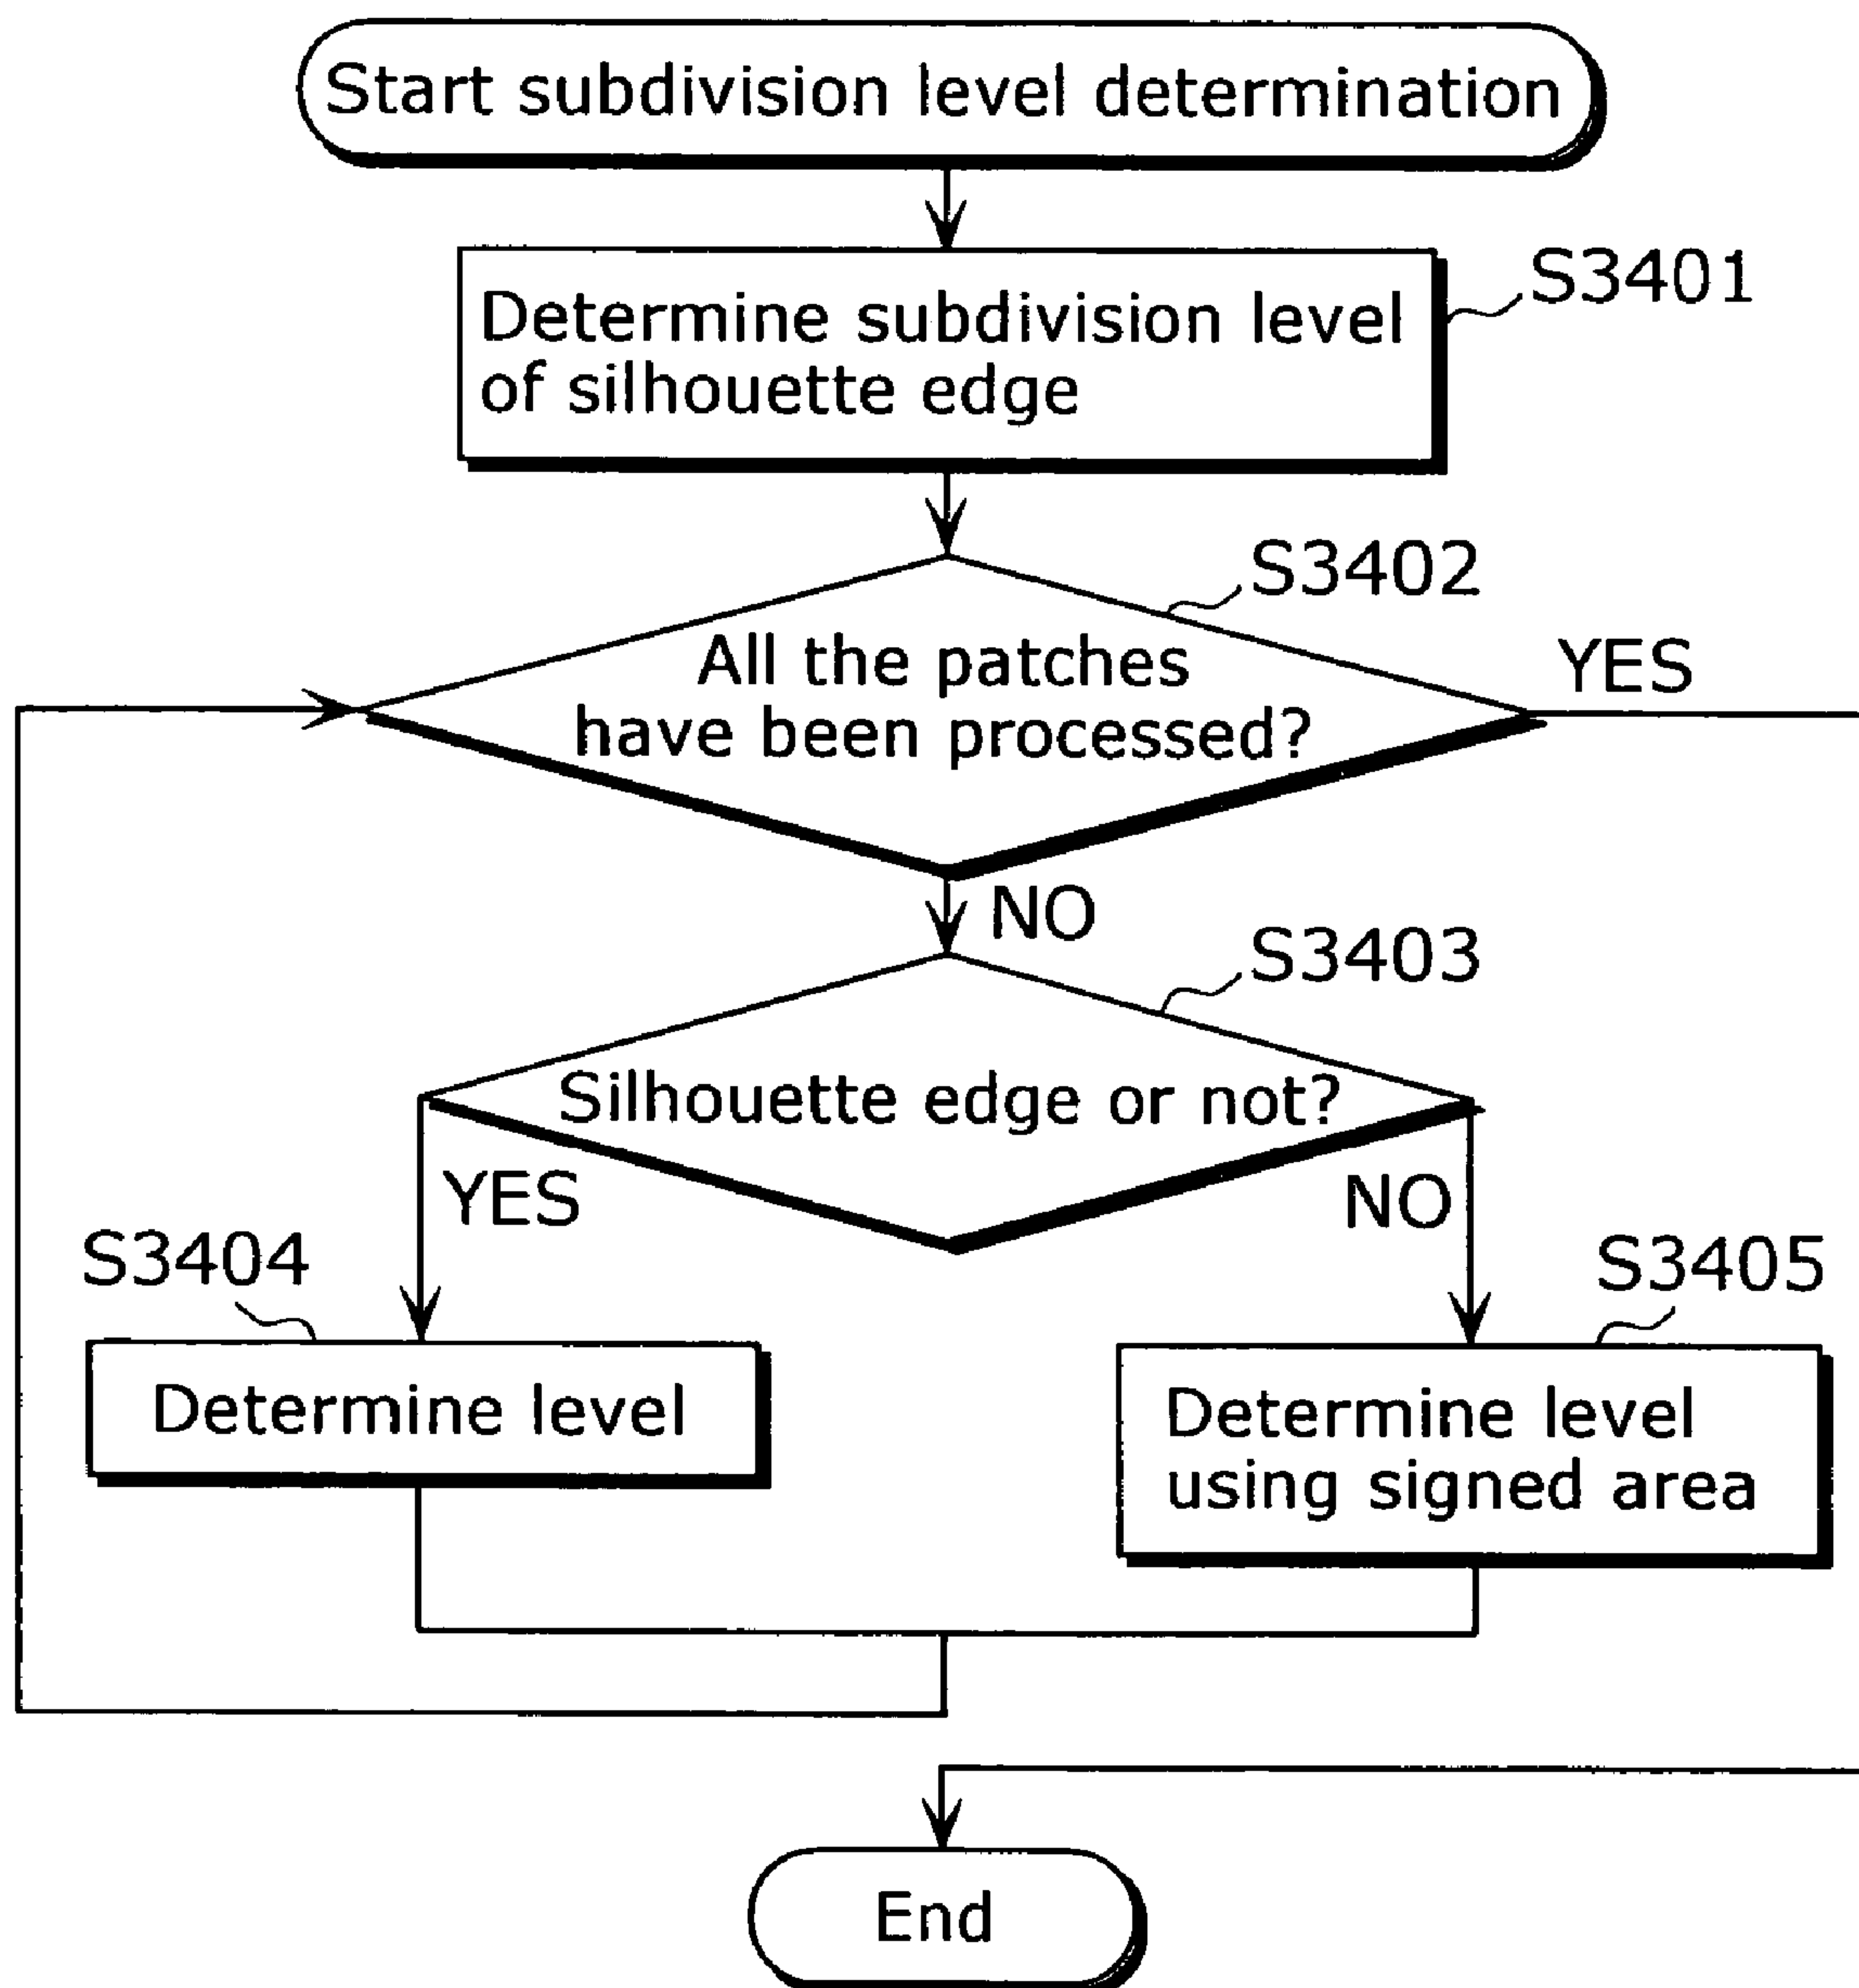 Start subdivision level determination
S3401
Determine subdivision level
of silhouette edge
S3402
All the patches
have been processed?
YES
NO
S3403
Silhouette edge or not?
YES
NO
S3404
S3405
Determine level
Determine level
using signed area
End